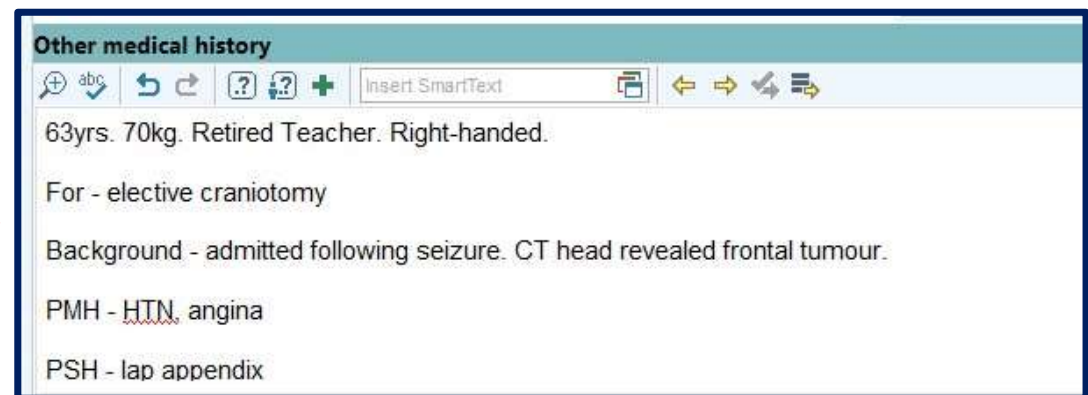 Other medical history
abc Insert SmartText
63yrs. 70kg. Retired Teacher. Right-handed.
For - elective craniotomy
Background - admitted following seizure. CT head revealed frontal tumour.
PMH - HTN, angina
PSH - lap appendix